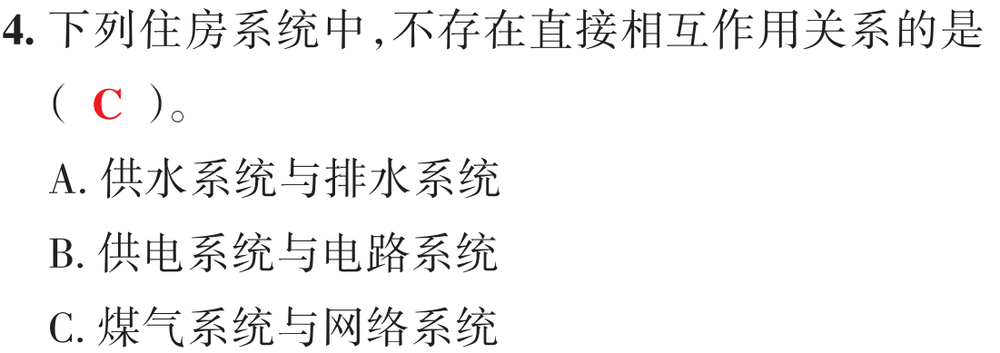 4. 下列住房系统中,不存在直接相互作用关系的是
( C )。
A. 供水系统与排水系统
B. 供电系统与电路系统
C. 煤气系统与网络系统